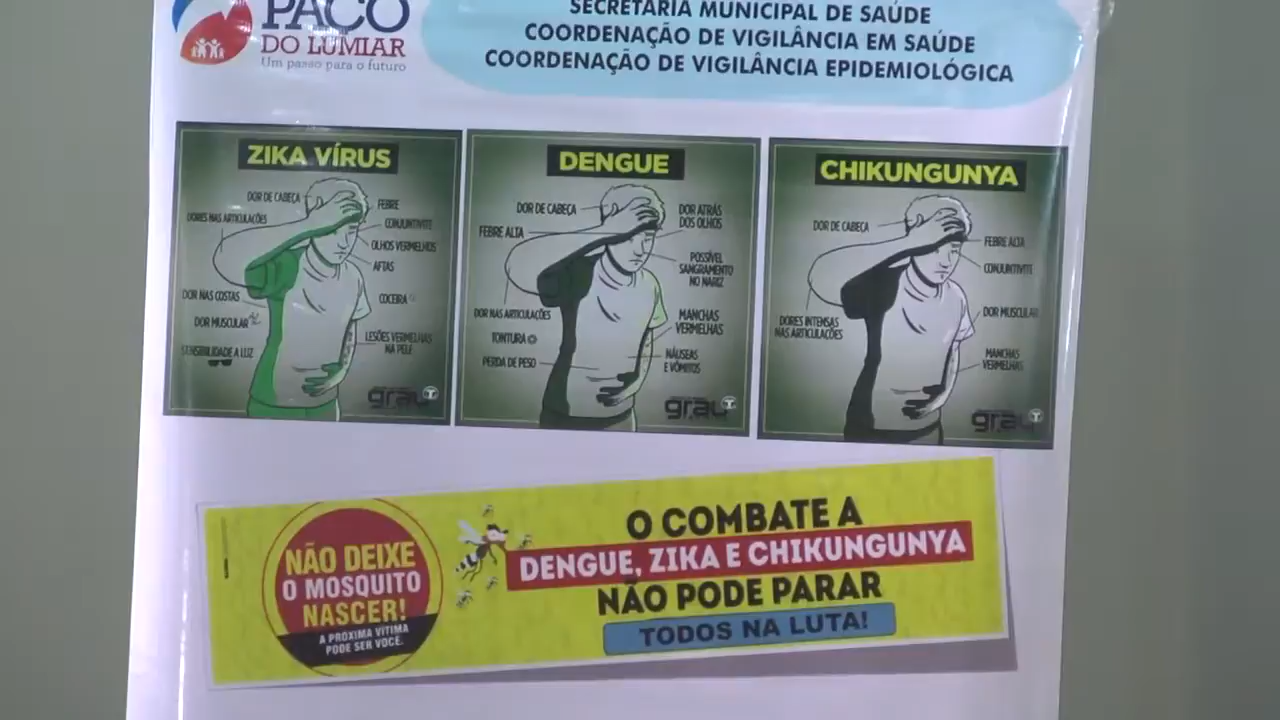 PAÇO
DO LUMIAR
Um passo para o futuro
SECRETARIA MUNICIPAL DE SAÚDE
COORDENAÇÃO DE VIGILÂNCIA EM SAÚDE
COORDENAÇÃO DE VIGILÂNCIA EPIDEMIOLÓGICA
ZIKA VÍRUS
DOR DE CABEÇA
DORES NAS ARTICULAÇÕES
DOR NAS COSTAS
DOR MUSCULAR
SENSIBILIDADE A LUZ
FEBRE
CONJUNTIVITE
OLHOS VERMELHOS
AFTAS
COCEIRA
LESÕES VERMELHAS
NA PELE
grau
DENGUE
DOR DE CABEÇA
FEBRE ALTA
DOR NAS ARTICULAÇÕES
TONTURA
PERDA DE PESO
DOR ATRÁS
DOS OLHOS
POSSÍVEL
SANGRAMENTO
NO NARIZ
MANCHAS
VERMELHAS
NÁUSEAS
E VÔMITOS
grau
CHIKUNGUNYA
DOR DE CABEÇA
DORES INTENSAS
NAS ARTICULAÇÕES
FEBRE ALTA
CONJUNTIVITE
DOR MUSCULAR
MANCHAS
VERMELHAS
grau
NÃO DEIXE
O MOSQUITO
NASCER!
A PRÓXIMA VÍTIMA
PODE SER VOCÊ.
O COMBATE A
DENGUE, ZIKA E CHIKUNGUNYA
NÃO PODE PARAR
TODOS NA LUTA!